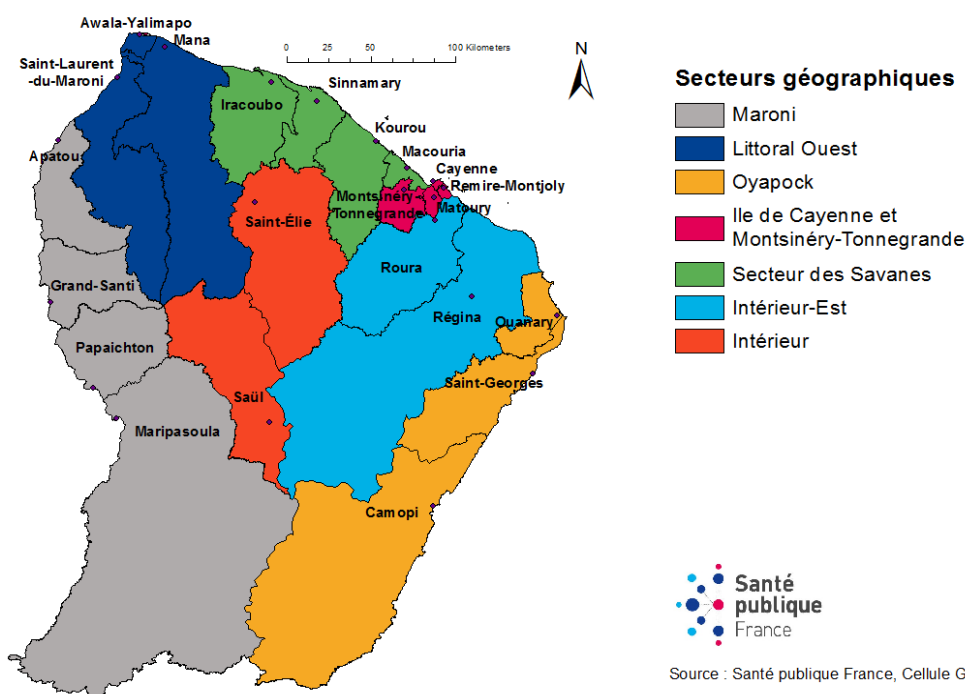 Awala-Yalimapo
Mana
Saint-Laurent
-du-Maroni
0 25 50 100 Kilometers
N
Sinnamary
Iracoubo
Kourou
Macouria
Apatou
Cayenne
Remire-Montjoly
Montsinéry-
Tonnegrande
Matoury
Saint-Élie
Roura
Grand-Santi
Régina
Ouanary
Papaichton
Saint-Georges
Saül
Maripasoula
Camopi
Secteurs géographiques
Maroni
Littoral Ouest
Oyapock
Ile de Cayenne et
Montsinéry-Tonnegrande
Secteur des Savanes
Intérieur-Est
Intérieur
Santé
publique
France
Source : Santé publique France, Cellule G